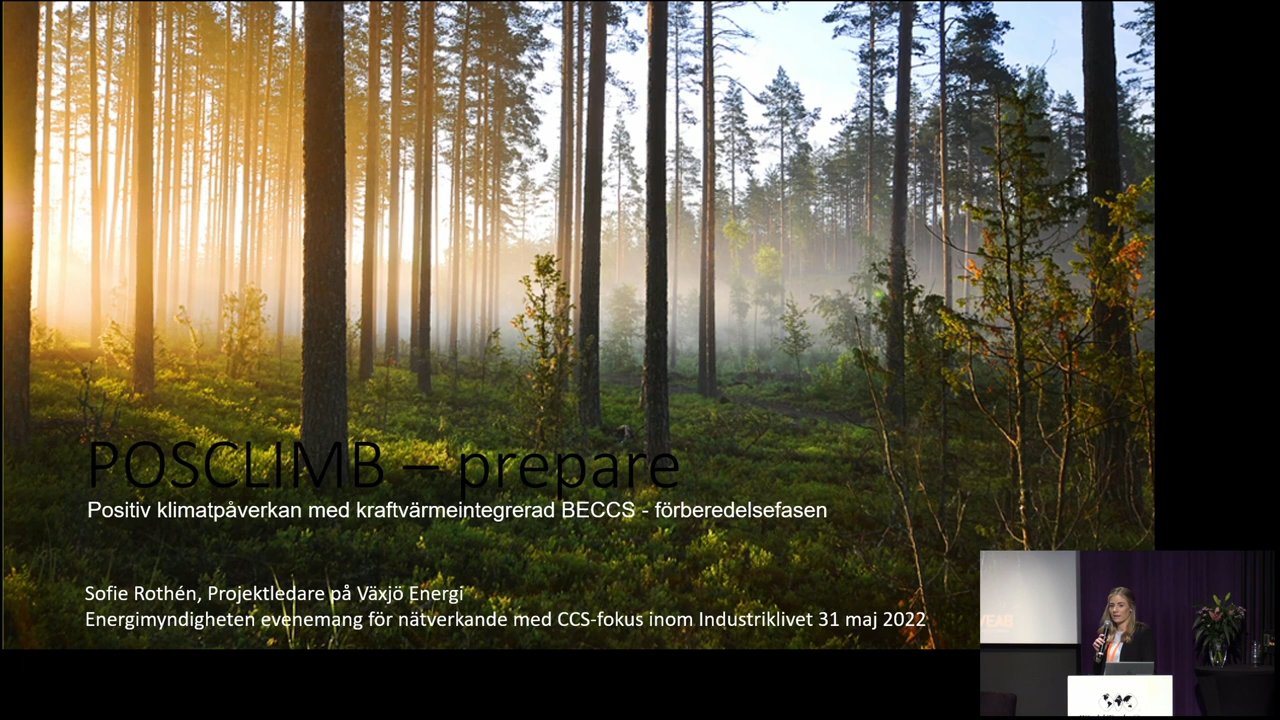 POSCLIMB – prepare
Positiv klimatpåverkan med kraftvärmeintegrerad BECCS - förberedelsefasen
Sofie Rothén, Projektledare på Växjö Energi
Energimyndigheten evenemang för nätverkande med CCS-fokus inom Industriklivet 31 maj 2022
VEAB